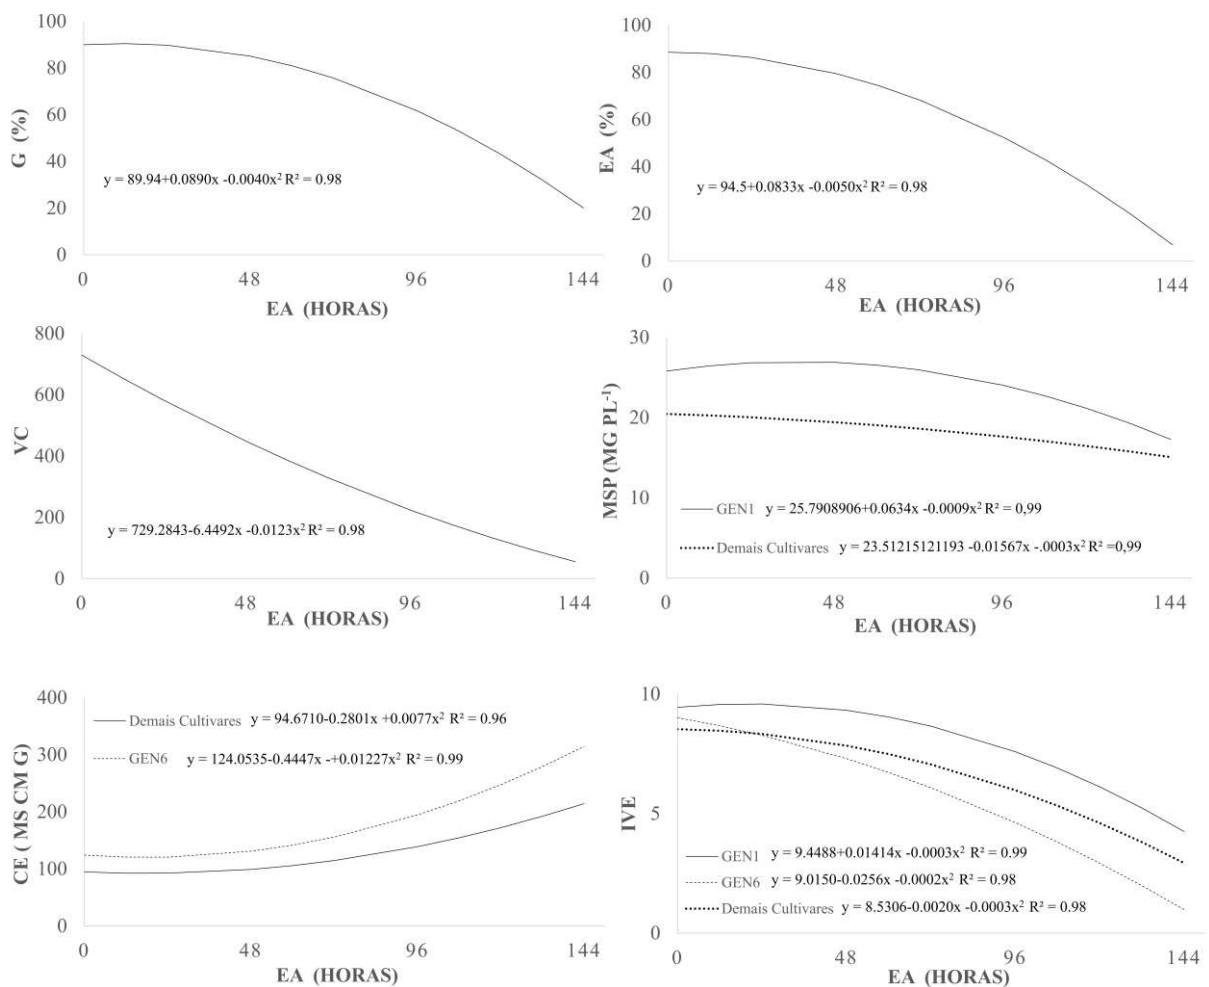 100
80
60
40
20
0
G (%)
y = 89.94+0.0890x -0.0040x² R² = 0.98
0 48 96 144
EA (HORAS)
100
80
60
40
20
0
EA (%)
y = 94.5+0.0833x -0.0050x² R² = 0.98
0 48 96 144
EA (HORAS)
800
600
400
200
0
VC
y = 729.2843-6.4492x -0.0123x² R² = 0.98
0 48 96 144
EA (HORAS)
30
20
10
0
MSP (MG PL⁻¹)
GEN1 y = 25.7908906+0.0634x -0.0009x² R² = 0,99
Demais Cultivares y = 23.51215121193 -0.01567x -.0003x² R² =0,99
0 48 96 144
EA (HORAS)
400
300
200
100
0
CE ( MS CM G)
Demais Cultivares y = 94.6710-0.2801x +0.0077x² R² = 0.96
GEN6 y = 124.0535-0.4447x -+0.01227x² R² = 0.99
0 48 96 144
EA (HORAS)
10
5
0
IVE
GEN1 y = 9.4488+0.01414x -0.0003x² R² = 0.99
GEN6 y = 9.0150-0.0256x -0.0002x² R² = 0.98
Demais Cultivares y = 8.5306-0.0020x -0.0003x² R² = 0.98
0 48 96 144
EA (HORAS)